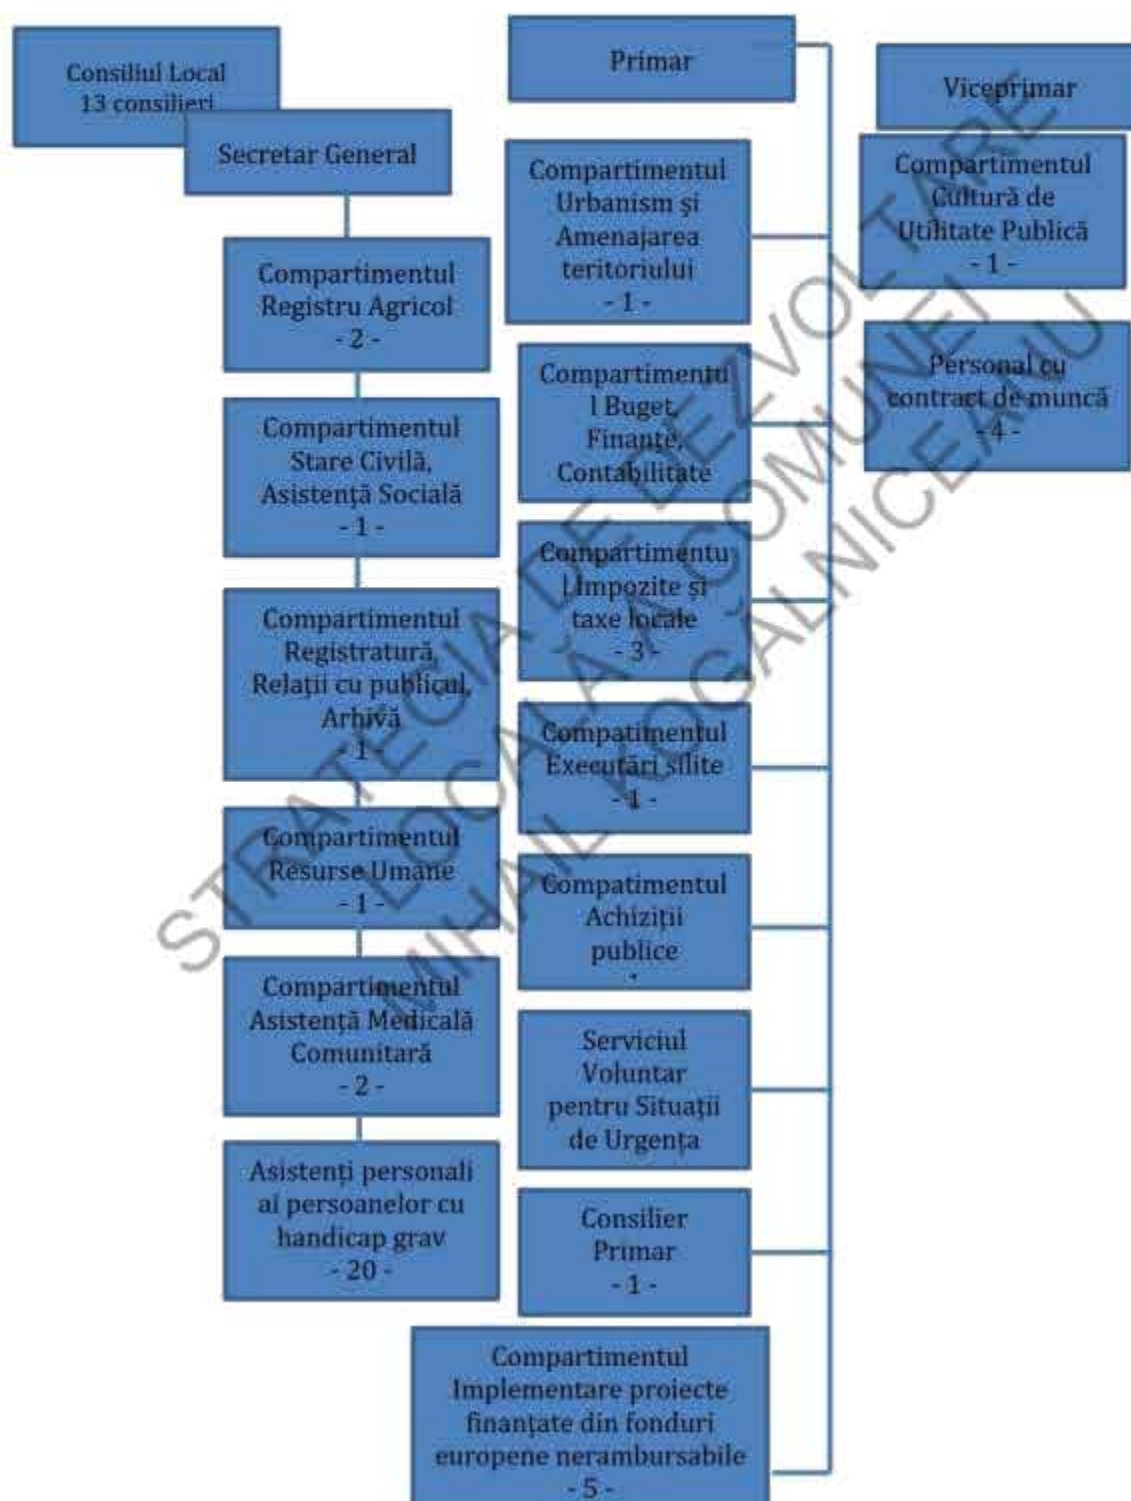 Consiliul Local
13 consilieri
Secretar General
Compartimentul
Registru Agricol
- 2 -
Compartimentul
Stare Civilă,
Asistenţă Socială
- 1 -
Compartimentul
Registratură,
Relații cu publicul,
Arhivă
1
Compartimentul
Resurse Umane
- 1 -
Compartimentul
Asistenţă Medicală
Comunitară
- 2 -
Asistenți personali
ai persoanelor cu
handicap grav
- 20 -
Primar
Compartimentul
Urbanism şi
Amenajarea
teritoriului
- 1 -
Compartimentu
l Buget,
Finanţe,
Contabilitate
Compartimentu
l Impozite și
taxe locale
- 3 -
Compatimentul
Executări silite
- 1 -
Compatimentul
Achiziții
publice
Serviciul
Voluntar
pentru Situaţii
de Urgenţa
Consilier
Primar
- 1 -
Compartimentul
Implementare proiecte
finanțate din fonduri
europene nerambursabile
- 5 -
Viceprimar
Compartimentul
Cultură de
Utilitate Publică
- 1 -
Personal cu
contract de muncă
- 4 -
STRATEGIA DE DEZVOLTARE
LOCALĂ A COMUNEI
MIHAIL KOGĂLNICEANU